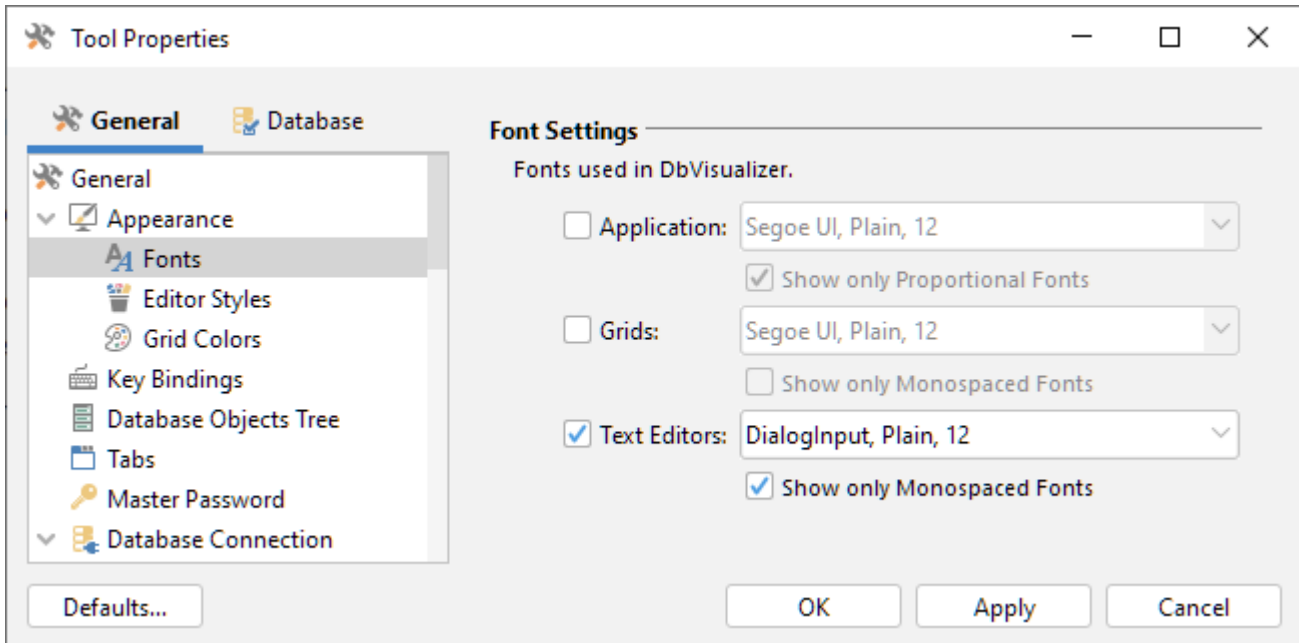 Tool Properties
General
Database
General
Appearance
Fonts
Editor Styles
Grid Colors
Key Bindings
Database Objects Tree
Tabs
Master Password
Database Connection
Font Settings
Fonts used in DbVisualizer.
Application: Segoe UI, Plain, 12
Show only Proportional Fonts
Grids: Segoe UI, Plain, 12
Show only Monospaced Fonts
Text Editors: DialogInput, Plain, 12
Show only Monospaced Fonts
Defaults...
OK
Apply
Cancel